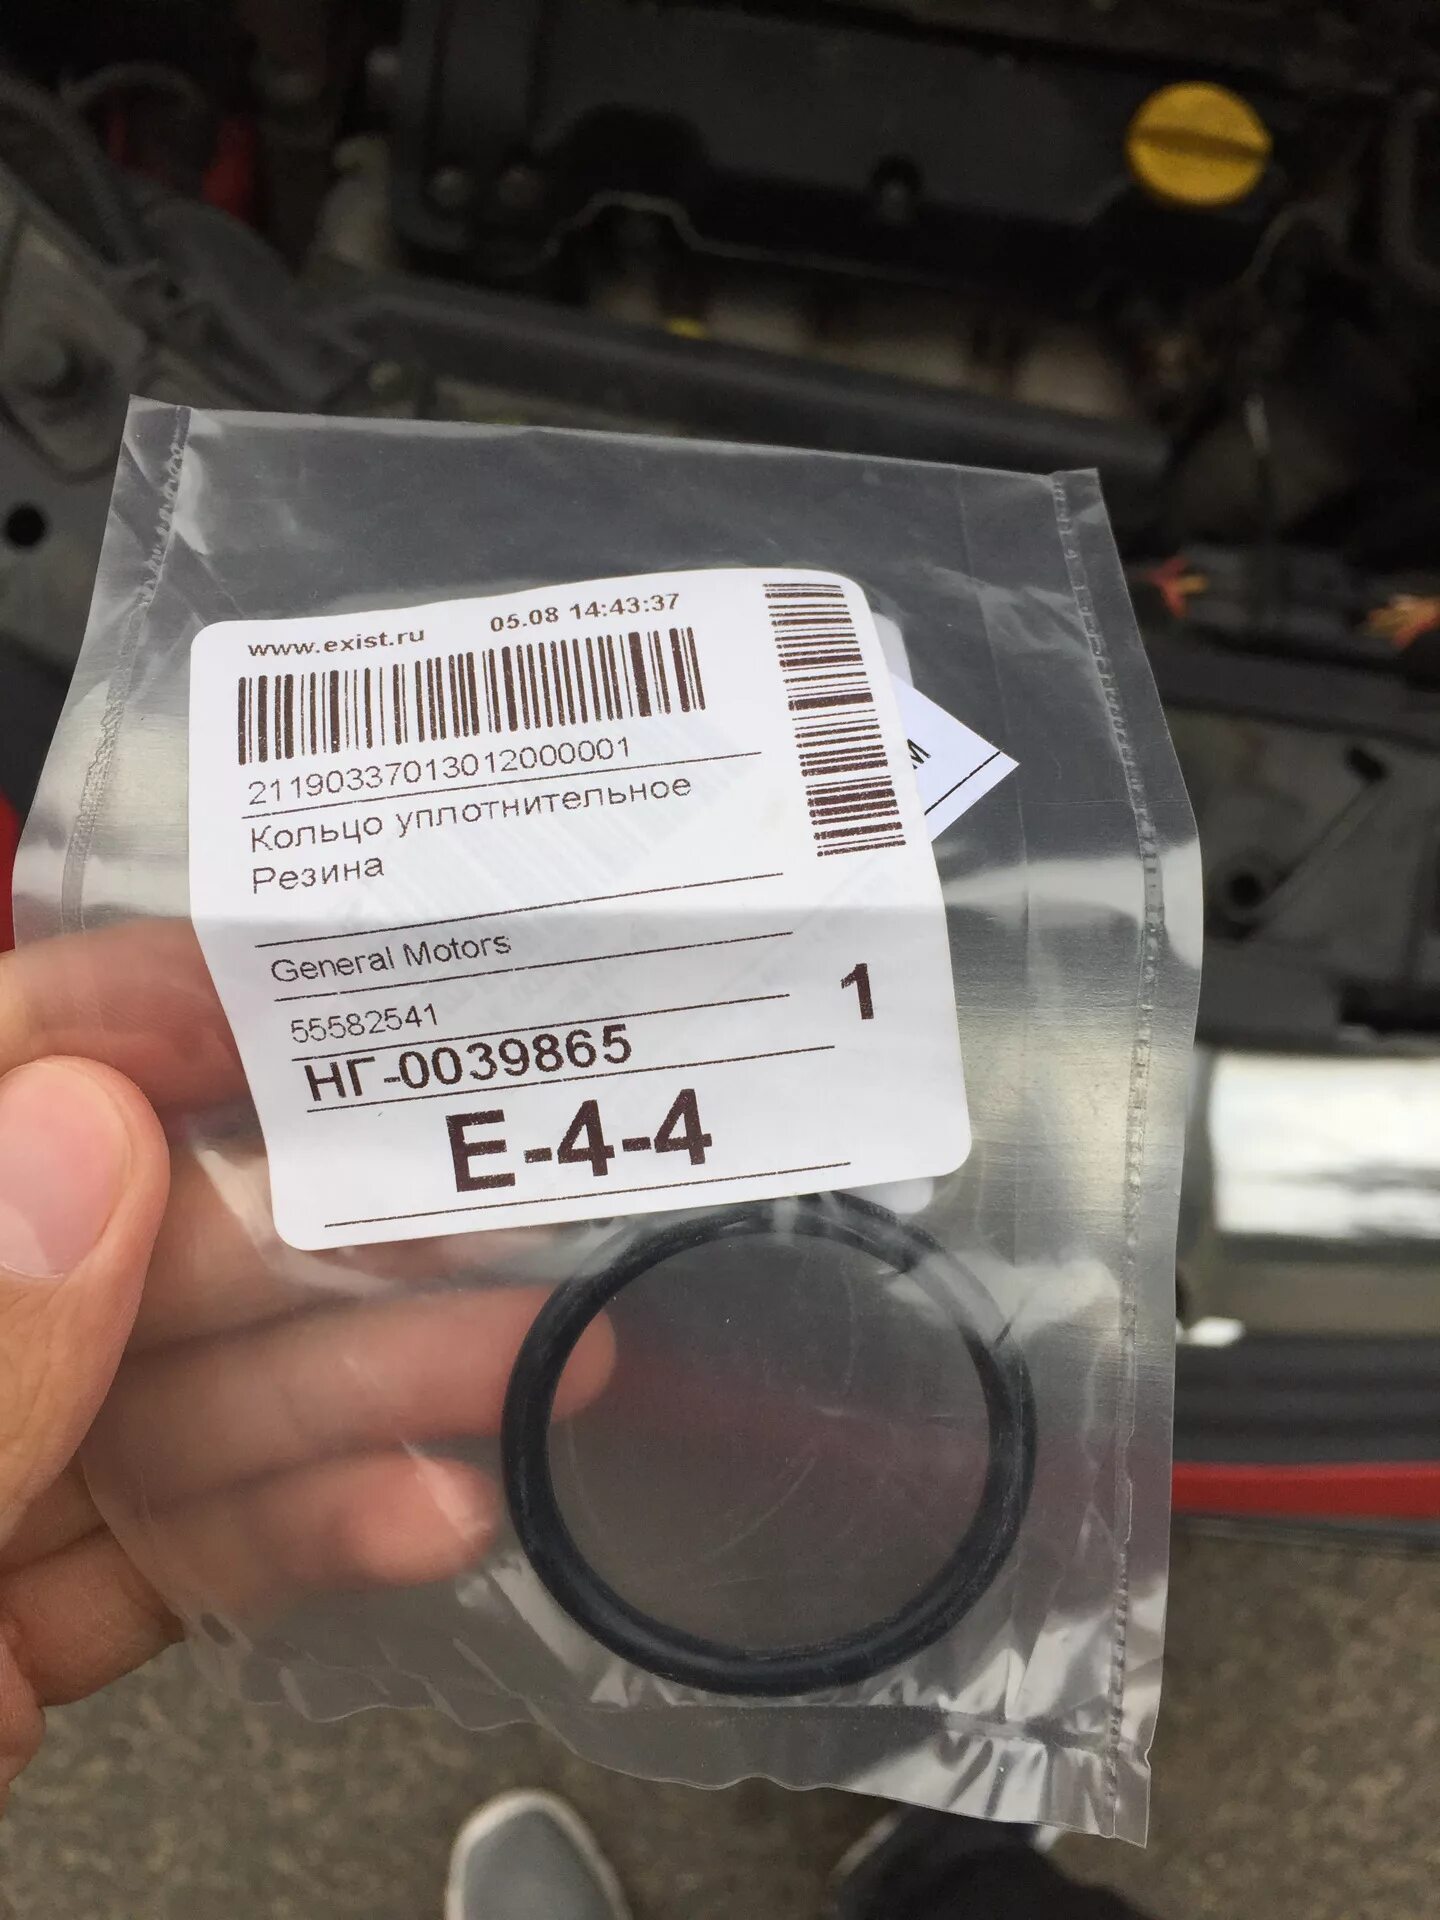 www.exist.ru 05.08 14:43:37
211903370130120000001
Кольцо уплотнительное
Резина
General Motors
55582541
1
НГ-0039865
Е-4-4